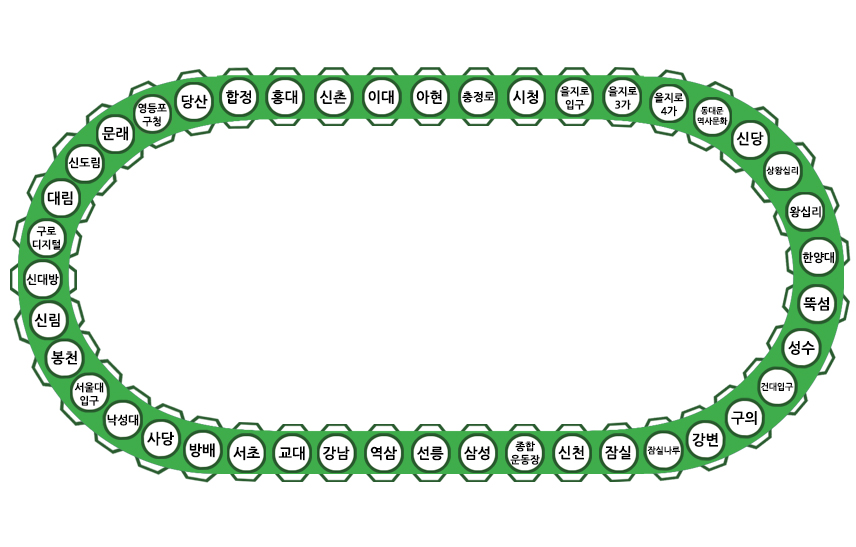 합정
홍대
신촌
이대
아현
충정로
시청
을지로
입구
을지로
3가
을지로
4가
동대문
역사문화
신당
상왕십리
왕십리
한양대
뚝섬
성수
건대입구
구의
강변
잠실나루
잠실
신천
종합
운동장
삼성
선릉
역삼
강남
교대
서초
방배
사당
낙성대
서울대
입구
봉천
신림
신대방
구로
디지털
대림
신도림
문래
영등포
구청
당산